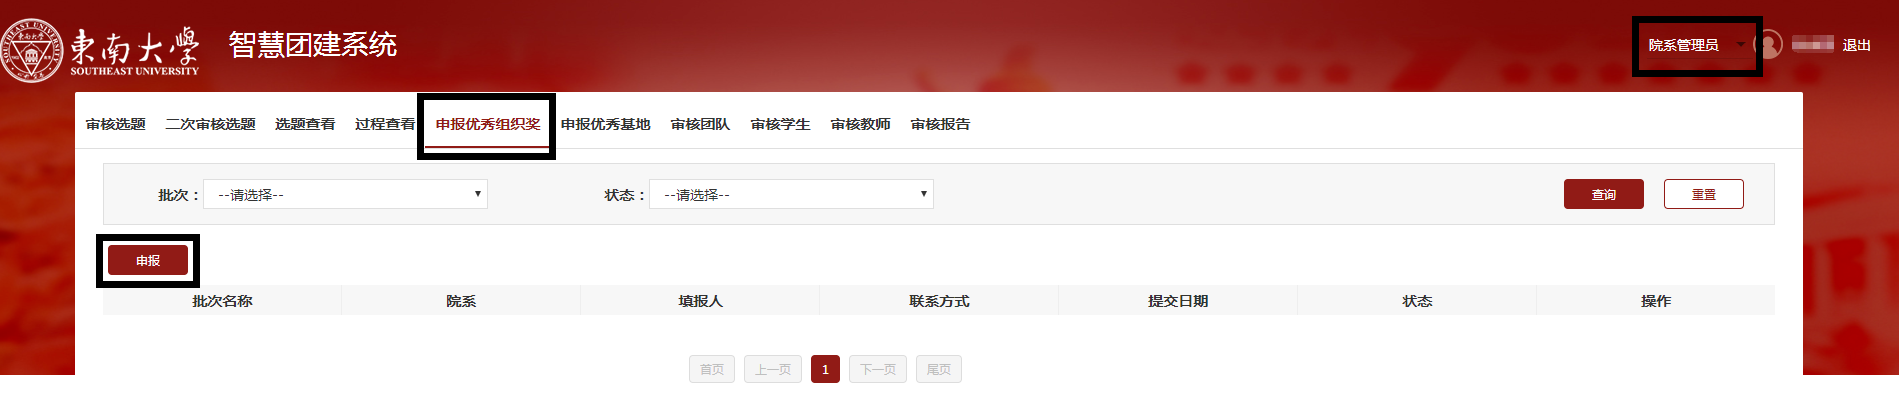 東南大學
SOUTHEAST UNIVERSITY
智慧团建系统
院系管理员
退出
审核选题 二次审核选题 选题查看 过程查看 申报优秀组织奖 申报优秀基地 审核团队 审核学生 审核教师 审核报告
批次： --请选择-- 状态： --请选择-- 查询 重置
申报
批次名称 院系 填报人 联系方式 提交日期 状态 操作
首页 上一页 1 下一页 尾页